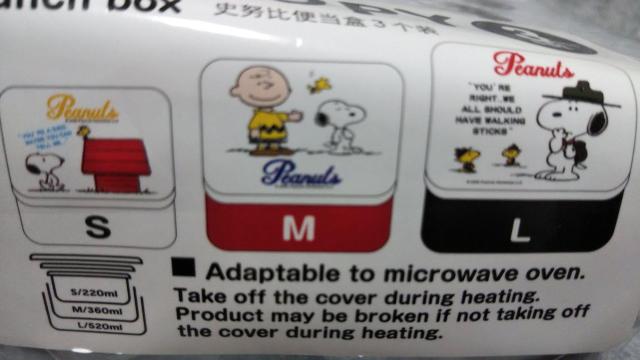 unch box
史努比便当盒3个装
Peanuts
Peanuts
Peanuts
"YOU'RE
RIGHT..WE
ALL SHOULD
HAVE WALKING
STICKS"
S
M
L
S/220ml
M/360ml
L/520ml
■ Adaptable to microwave oven.
Take off the cover during heating.
Product may be broken if not taking off
the cover during heating.